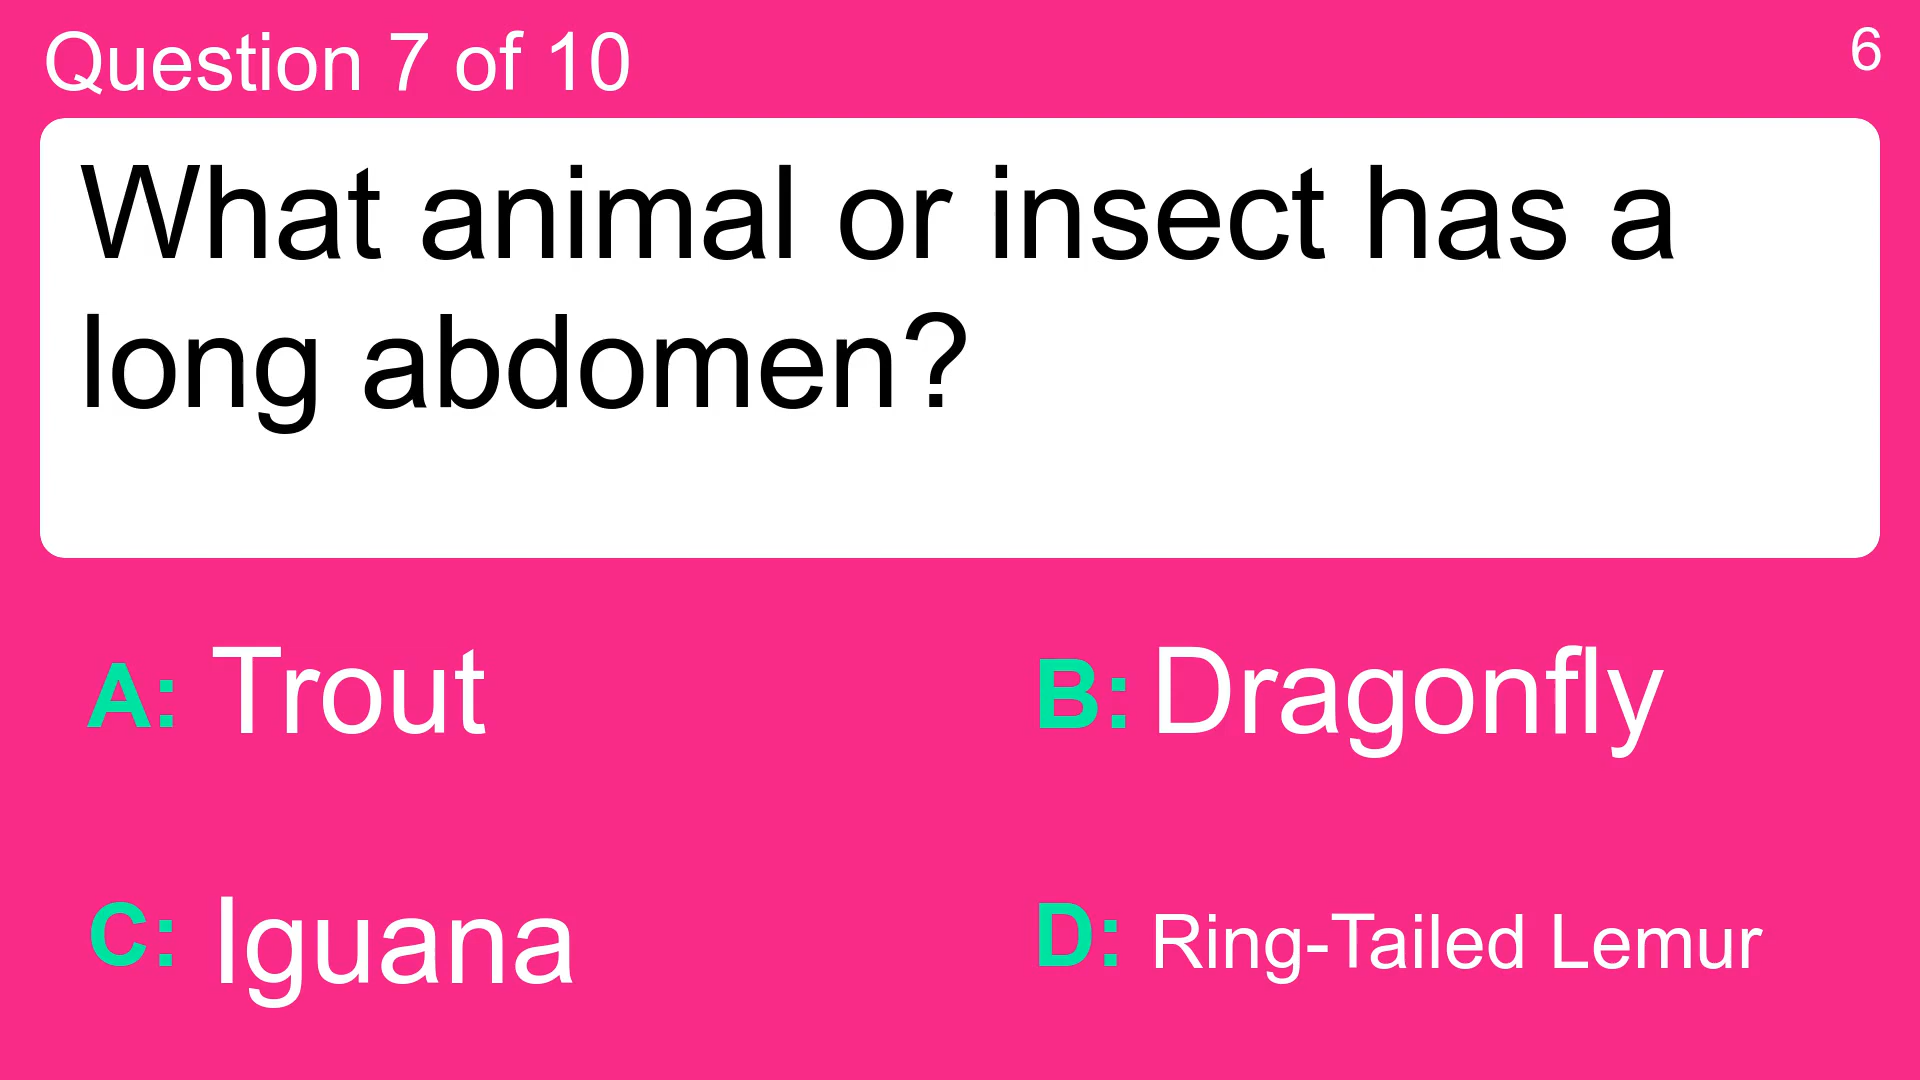 Question 7 of 10
6
What animal or insect has a
long abdomen?
A: Trout
B: Dragonfly
C: Iguana
D: Ring-Tailed Lemur